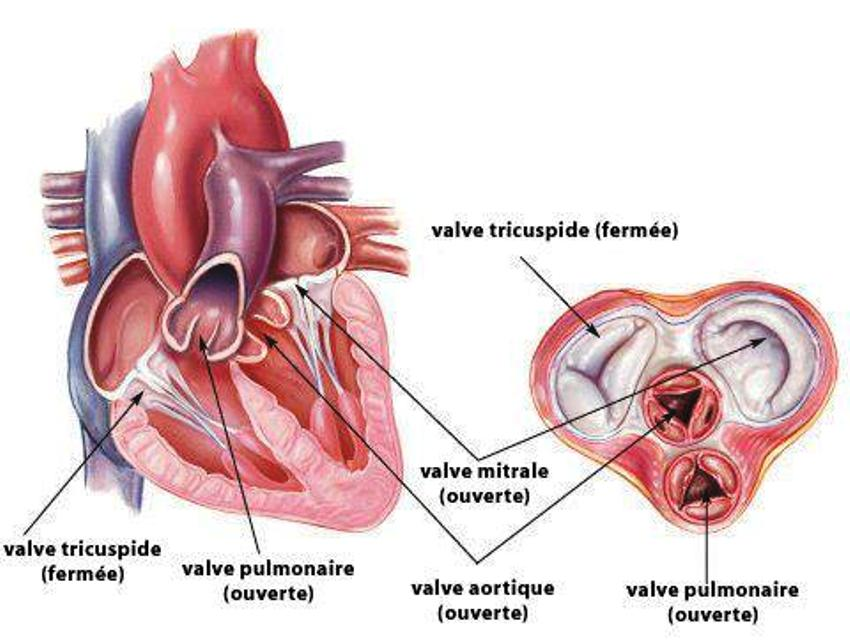 valve tricuspide (fermée)
valve mitrale
(ouverte)
valve tricuspide
(fermée)
valve pulmonaire
(ouverte)
valve aortique
(ouverte)
valve pulmonaire
(ouverte)